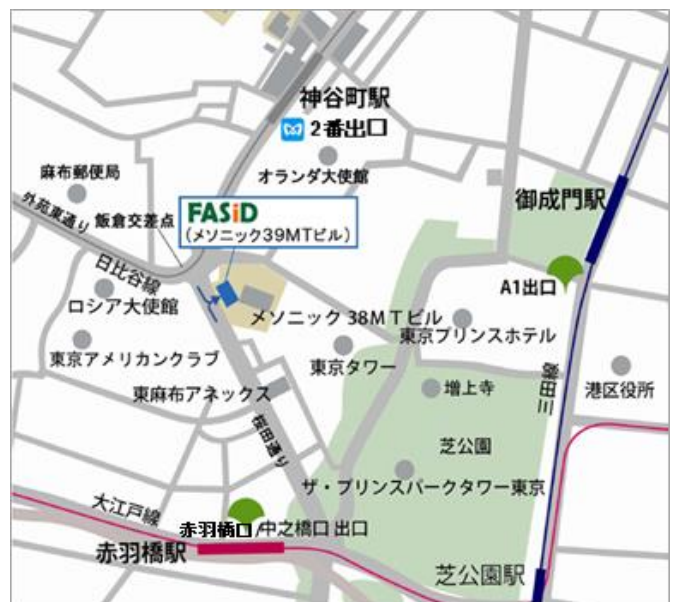 神谷町駅
2番出口
オランダ大使館
麻布郵便局
外苑東通り
飯倉交差点
FASiD
(メソニック39MTビル)
御成門駅
日比谷線
A1出口
ロシア大使館
メソニック 38MTビル
東京プリンスホテル
東京アメリカンクラブ
東京タワー
三田線
港区役所
東麻布アネックス
増上寺
桜田通り
芝公園
ザ・プリンスパークタワー東京
大江戸線
赤羽橋口/中之橋口 出口
赤羽橋駅
芝公園駅